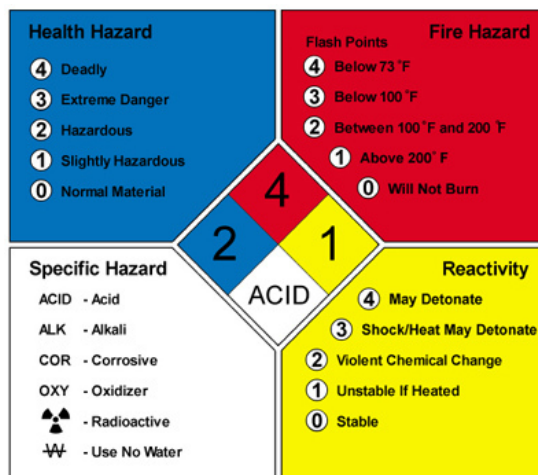 Health Hazard
4 Deadly
3 Extreme Danger
2 Hazardous
1 Slightly Hazardous
0 Normal Material
Fire Hazard
Flash Points
4 Below 73°F
3 Below 100°F
2 Between 100°F and 200°F
1 Above 200°F
0 Will Not Burn
4
2
1
ACID
Specific Hazard
ACID - Acid
ALK - Alkali
COR - Corrosive
OXY - Oxidizer
- Radioactive
W - Use No Water
Reactivity
4 May Detonate
3 Shock/Heat May Detonate
2 Violent Chemical Change
1 Unstable If Heated
0 Stable